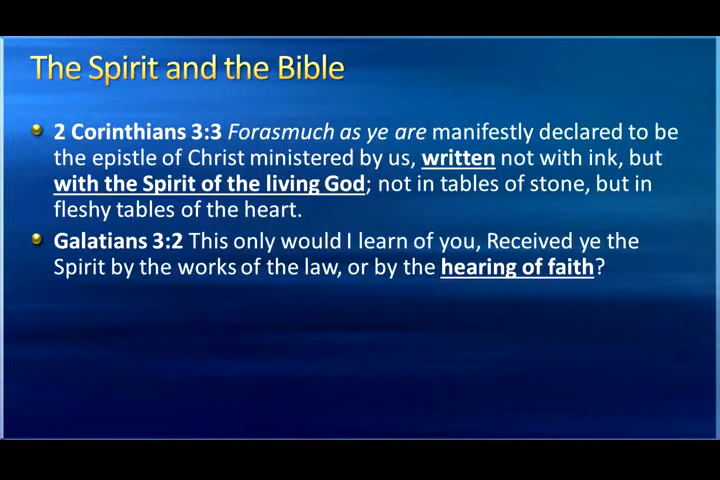 The Spirit and the Bible
2 Corinthians 3:3 Forasmuch as ye are manifestly declared to be
the epistle of Christ ministered by us, written not with ink, but
with the Spirit of the living God; not in tables of stone, but in
fleshy tables of the heart.
Galatians 3:2 This only would I learn of you, Received ye the
Spirit by the works of the law, or by the hearing of faith?